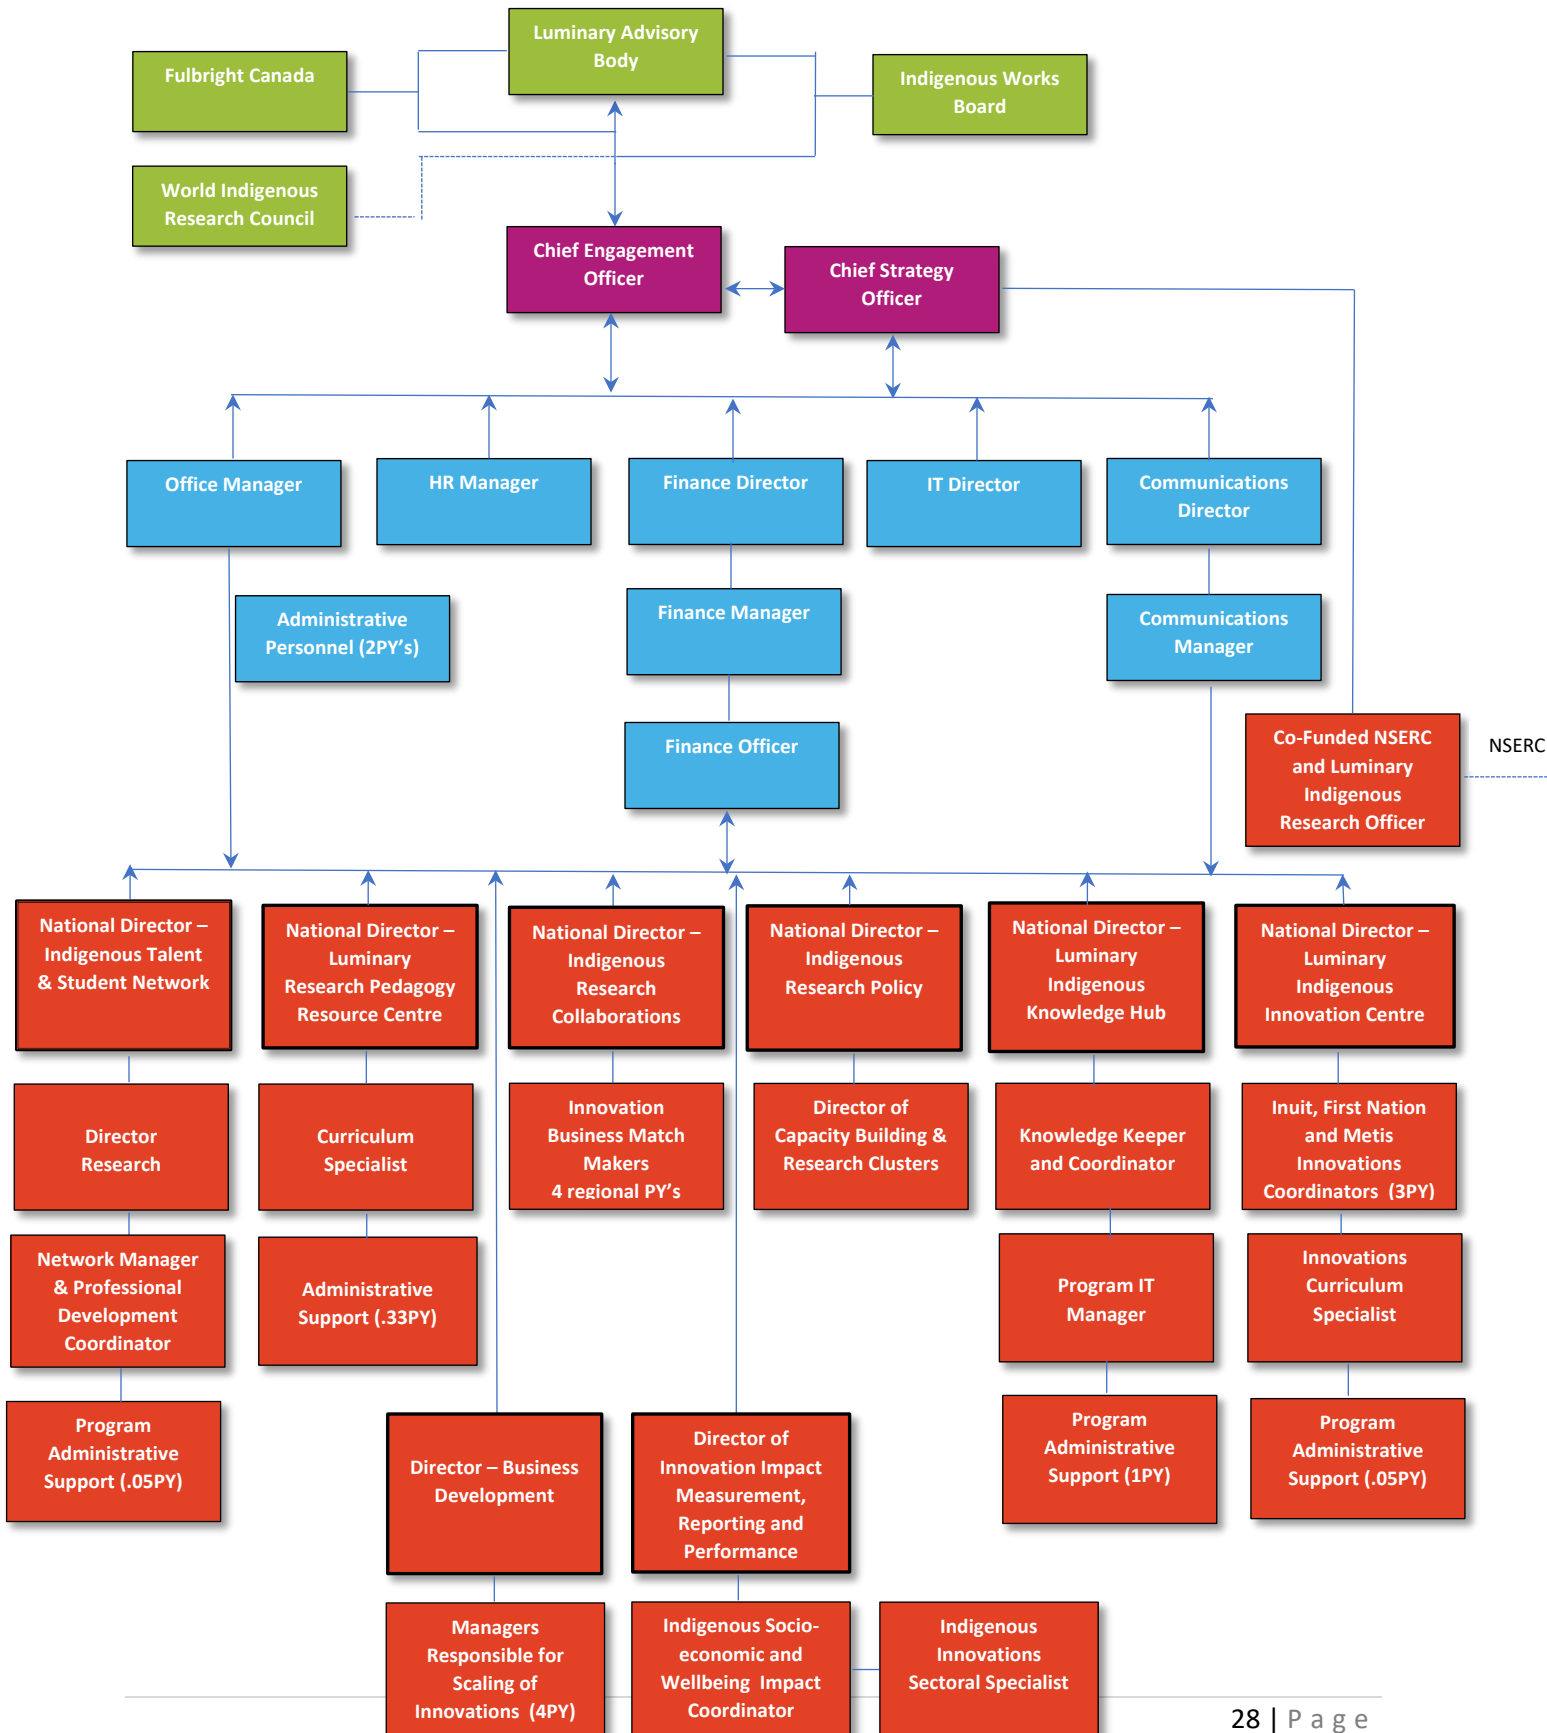 Luminary Advisory
Body
Fulbright Canada
Indigenous Works
Board
World Indigenous
Research Council
Chief Engagement
Officer
Chief Strategy
Officer
Office Manager
HR Manager
Finance Director
IT Director
Communications
Director
Administrative
Personnel (2PY’s)
Finance Manager
Communications
Manager
Finance Officer
Co-Funded NSERC
and Luminary
Indigenous
Research Officer
NSERC
National Director –
Indigenous Talent
& Student Network
National Director –
Luminary
Research Pedagogy
Resource Centre
National Director –
Indigenous
Research
Collaborations
National Director –
Indigenous
Research Policy
National Director –
Luminary
Indigenous
Knowledge Hub
National Director –
Luminary
Indigenous
Innovation Centre
Director
Research
Curriculum
Specialist
Innovation
Business Match
Makers
4 regional PY’s
Director of
Capacity Building &
Research Clusters
Knowledge Keeper
and Coordinator
Inuit, First Nation
and Metis
Innovations
Coordinators (3PY)
Network Manager
& Professional
Development
Coordinator
Administrative
Support (.33PY)
Program IT
Manager
Innovations
Curriculum
Specialist
Program
Administrative
Support (.05PY)
Director – Business
Development
Director of
Innovation Impact
Measurement,
Reporting and
Performance
Program
Administrative
Support (1PY)
Program
Administrative
Support (.05PY)
Managers
Responsible for
Scaling of
Innovations (4PY)
Indigenous Socio-
economic and
Wellbeing Impact
Coordinator
Indigenous
Innovations
Sectoral Specialist
28 | P a g e